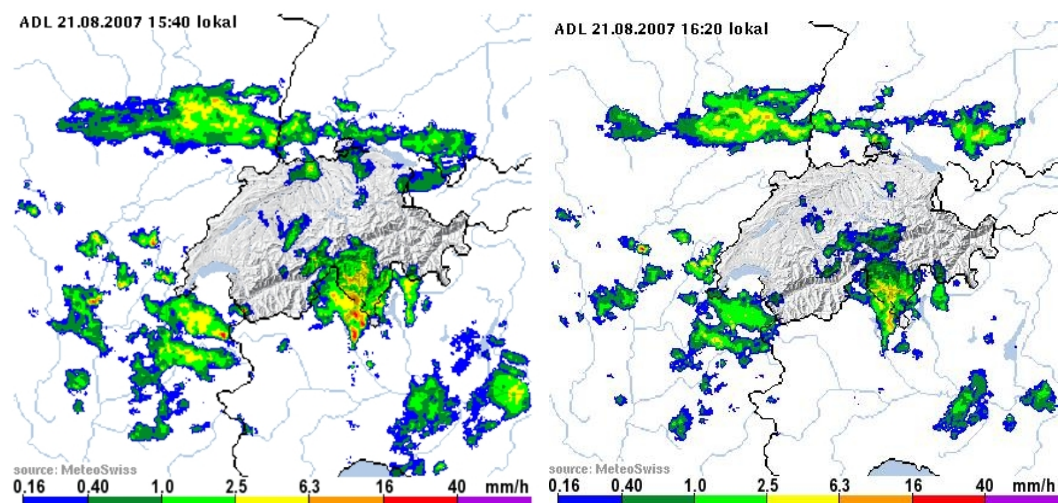 ADL 21.08.2007 15:40 lokal
source: MeteoSwiss
0.16 0.40 1.0 2.5 6.3 16 40 mm/h
ADL 21.08.2007 16:20 lokal
source: MeteoSwiss
0.16 0.40 1.0 2.5 6.3 16 40 mm/h